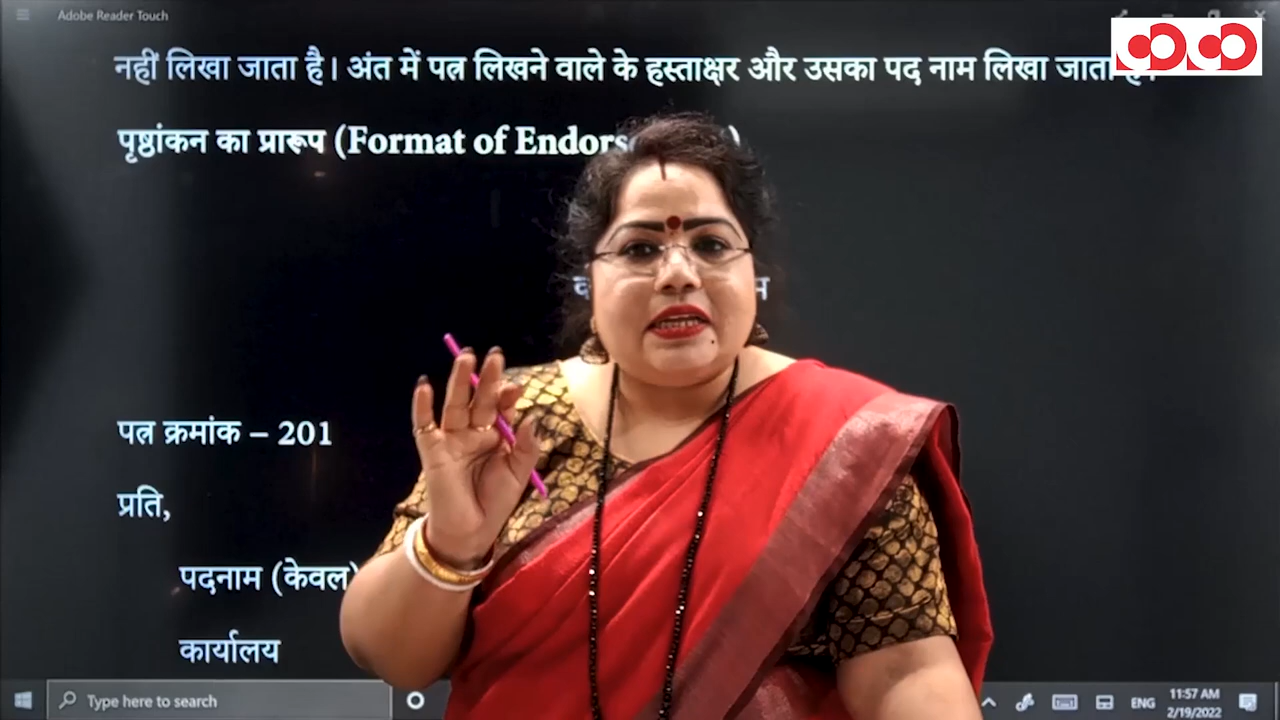 Adobe Reader Touch
नहीं लिखा जाता है। अंत में पत्र लिखने वाले के हस्ताक्षर और उसका पद नाम लिखा जाता है।
पृष्ठांकन का प्रारूप (Format of
पत्र क्रमांक – 201
प्रति,
पदनाम (केवल)
कार्यालय
Type here to search
ENG
11:57 AM
2/19/2022